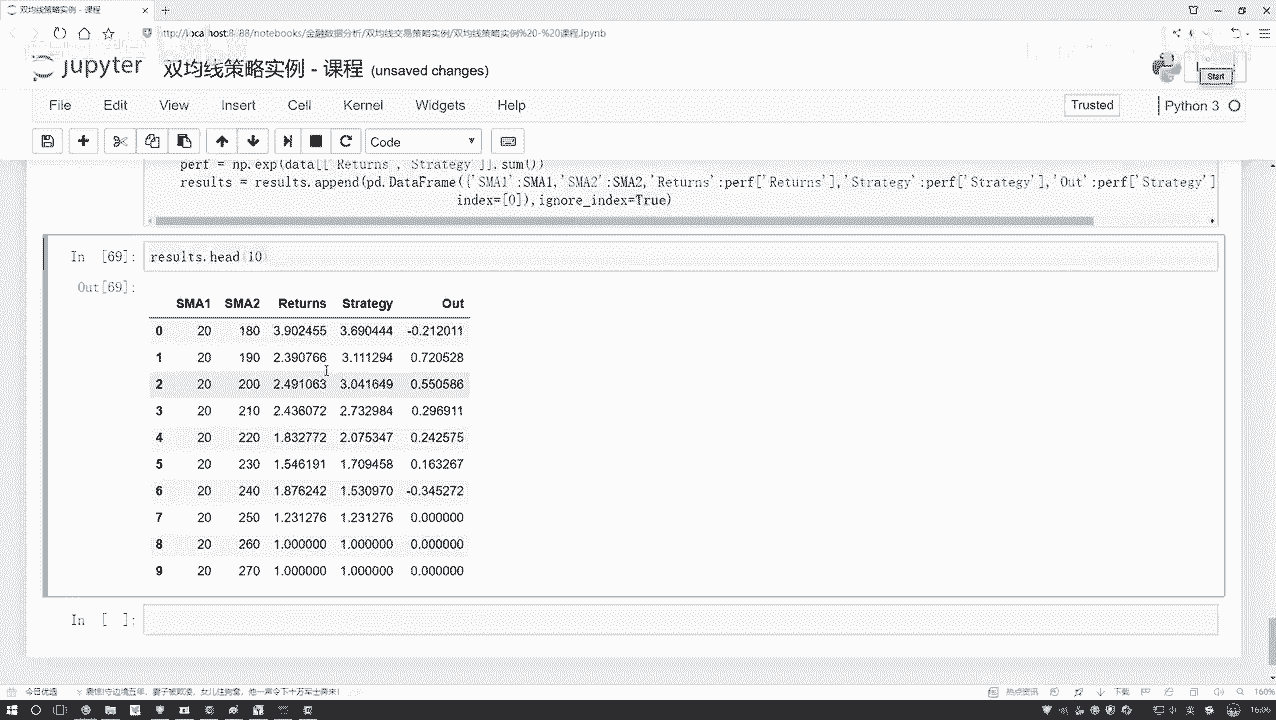 双均线策略实例 - 课程
http://localhost:8888/notebooks/金融数据分析/双均线交易策略实例/双均线策略实例%20-%20课程.ipynb
jupyter 双均线策略实例 - 课程 (unsaved changes)
Start
File Edit View Insert Cell Kernel Widgets Help
Trusted
Python 3
Code
perf = np.exp(data[['Returns','Strategy']].sum())
results = results.append(pd.DataFrame({'SMA1':SMA1,'SMA2':SMA2,'Returns':perf['Returns'],'Strategy':perf['Strategy'],'Out':perf['Strategy']
index=[0]),ignore_index=True)
In [69]: results.head(10)
Out[69]:
SMA1 SMA2 Returns Strategy Out
0 20 180 3.902455 3.690444 -0.212011
1 20 190 2.390766 3.111294 0.720528
2 20 200 2.491063 3.041649 0.550586
3 20 210 2.436072 2.732984 0.296911
4 20 220 1.832772 2.075347 0.242575
5 20 230 1.546191 1.709458 0.163267
6 20 240 1.876242 1.530970 -0.345272
7 20 250 1.231276 1.231276 0.000000
8 20 260 1.000000 1.000000 0.000000
9 20 270 1.000000 1.000000 0.000000
In [ ]:
今日优选
热点资讯
下载
160%
16:06